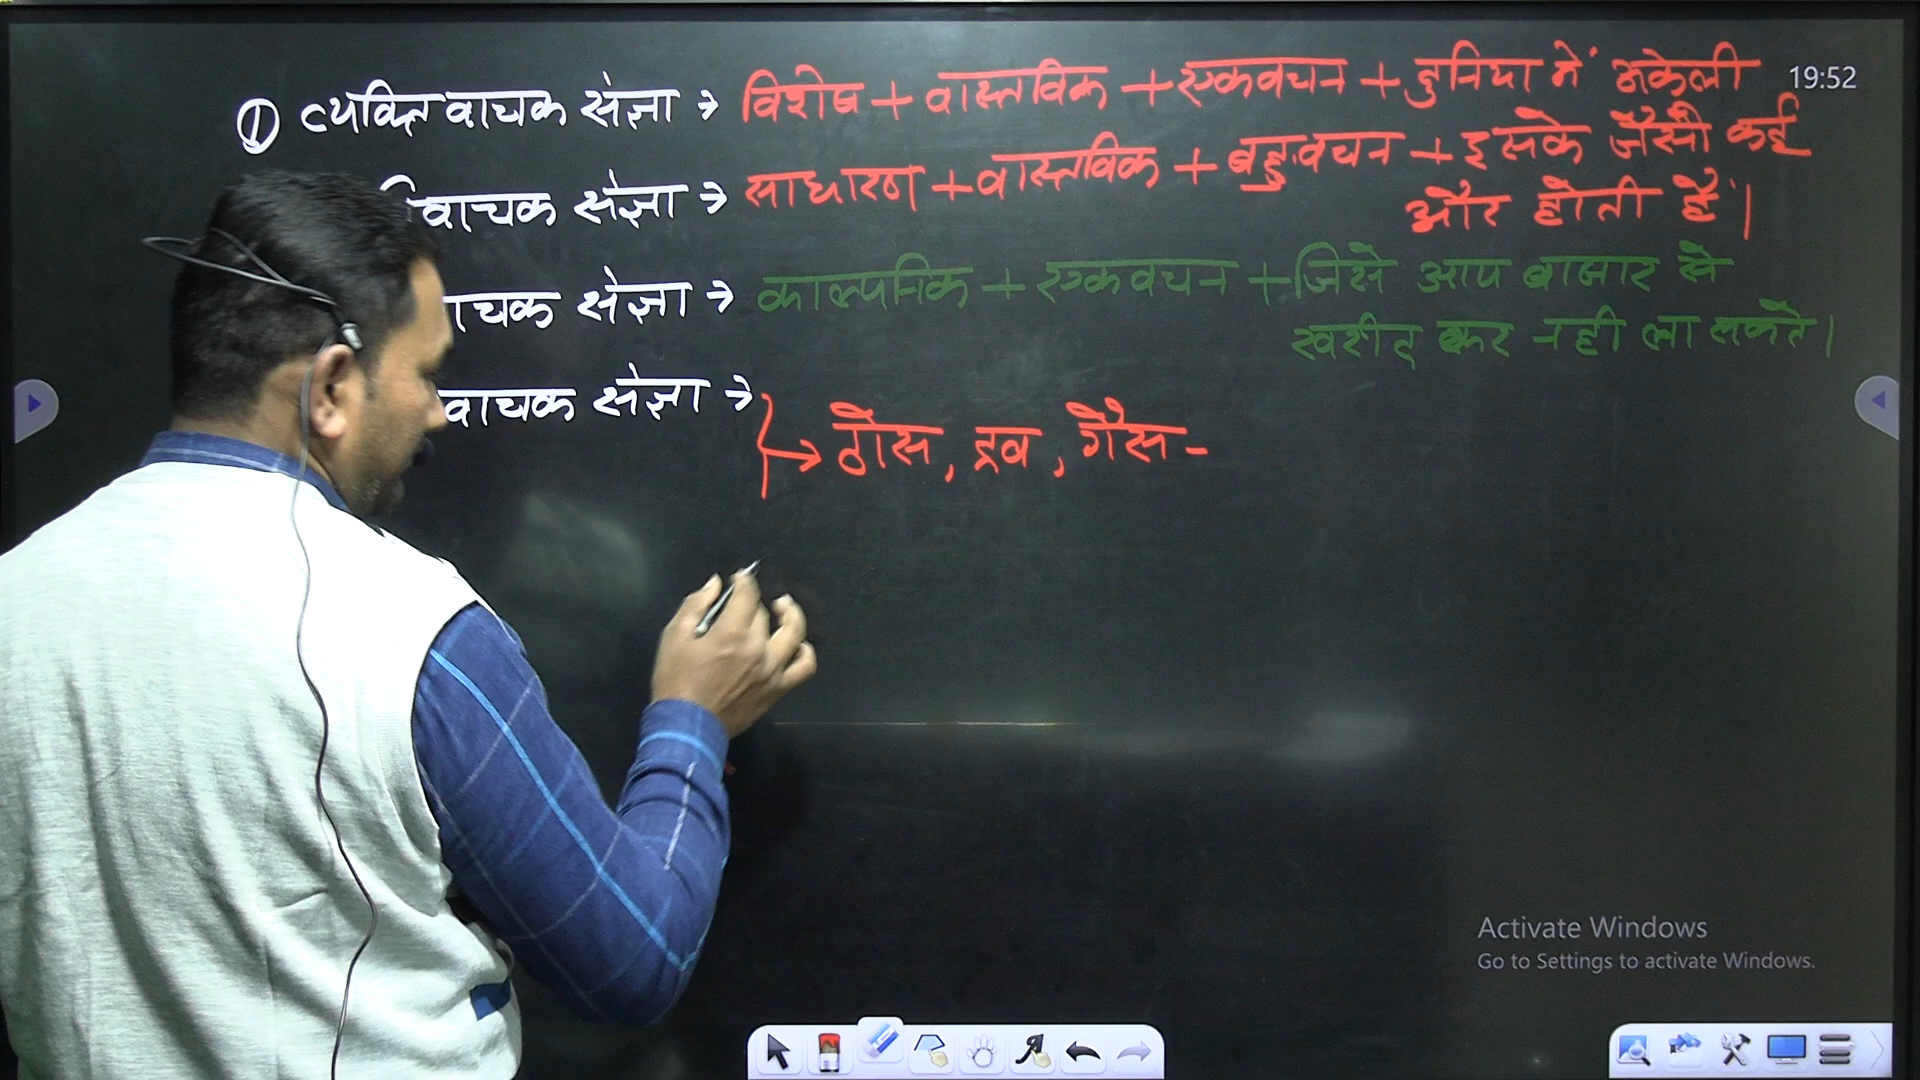 ① व्यक्तिवाचक संज्ञा → विशेष + वास्तविक + एकवचन + दुनिया में अकेली
19:52
वाचक संज्ञा → साधारण + वास्तविक + बहुवचन + इसके जैसी कई
और होती हैं।
वाचक संज्ञा → काल्पनिक + एकवचन + जिसे आप बाजार से
खरीद कर नही ला सकते।
वाचक संज्ञा →
→ ठोस, द्रव, गैस -
Activate Windows
Go to Settings to activate Windows.